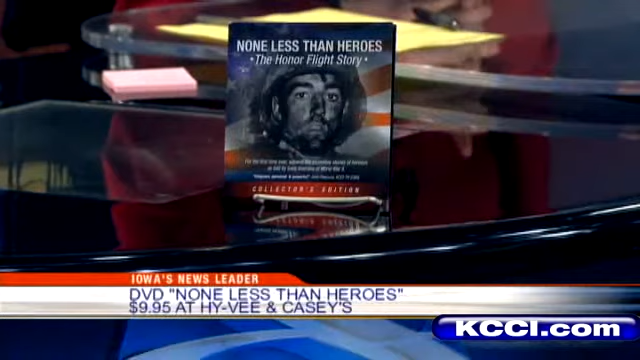 NONE LESS THAN HEROES
• The Honor Flight Story •
COLLECTOR'S EDITION
IOWA'S NEWS LEADER
DVD "NONE LESS THAN HEROES"
$9.95 AT HY-VEE & CASEY'S
KCCI.com